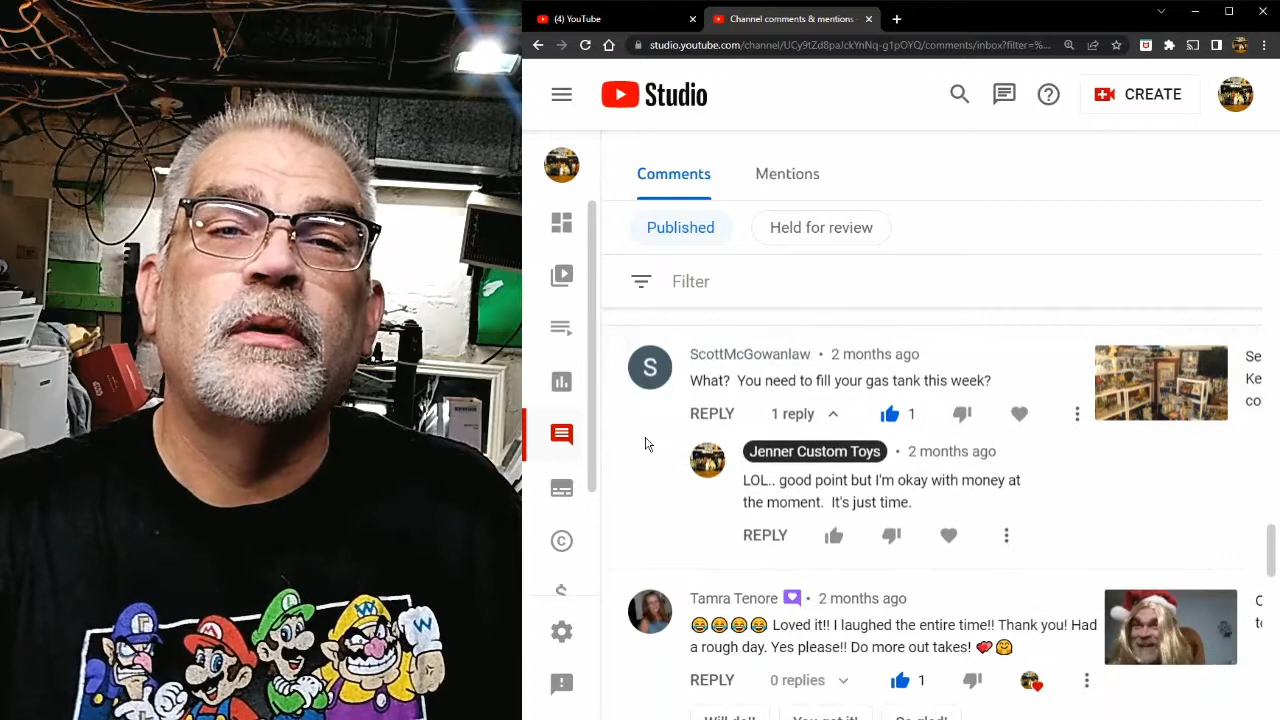 (4) YouTube
Channel comments & mentions
studio.youtube.com/channel/UCy9tZd8paJckYnNq-g1pOYQ/comments/inbox?filter=%...
Studio
CREATE
Comments
Mentions
Published
Held for review
Filter
ScottMcGowanlaw • 2 months ago
What? You need to fill your gas tank this week?
REPLY
1 reply
1
S
Se
Ke
co
Jenner Custom Toys • 2 months ago
LOL.. good point but I'm okay with money at
the moment. It's just time.
REPLY
Tamra Tenore • 2 months ago
😂😂😂😂 Loved it!! I laughed the entire time!! Thank you! Had
a rough day. Yes please!! Do more out takes! 💕🤗
REPLY
0 replies
1
to
W
W